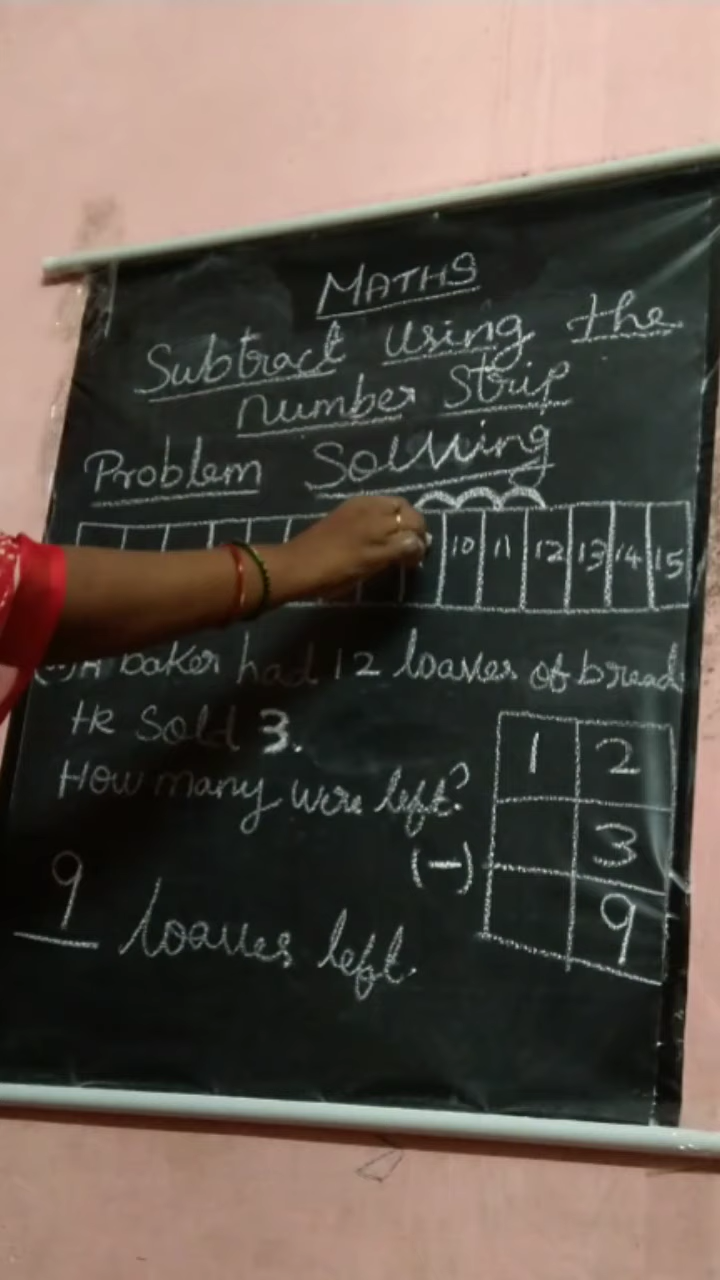 MATHS
Subtract using the
number strip
Problem Solving
10 11 12 13 14 15
A baker had 12 loaves of bread.
He Sold 3.
How many were left?
1 2
(-) 3
9
9 loaves left.